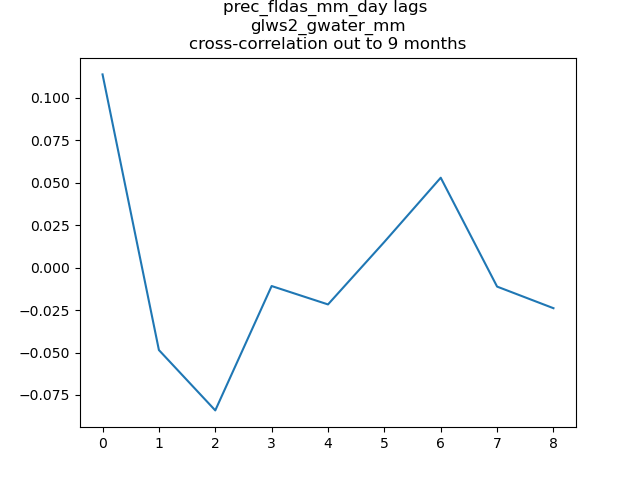 prec_fldas_mm_day lags
glws2_gwater_mm
cross-correlation out to 9 months
0.100
0.075
0.050
0.025
0.000
−0.025
−0.050
−0.075
0 1 2 3 4 5 6 7 8